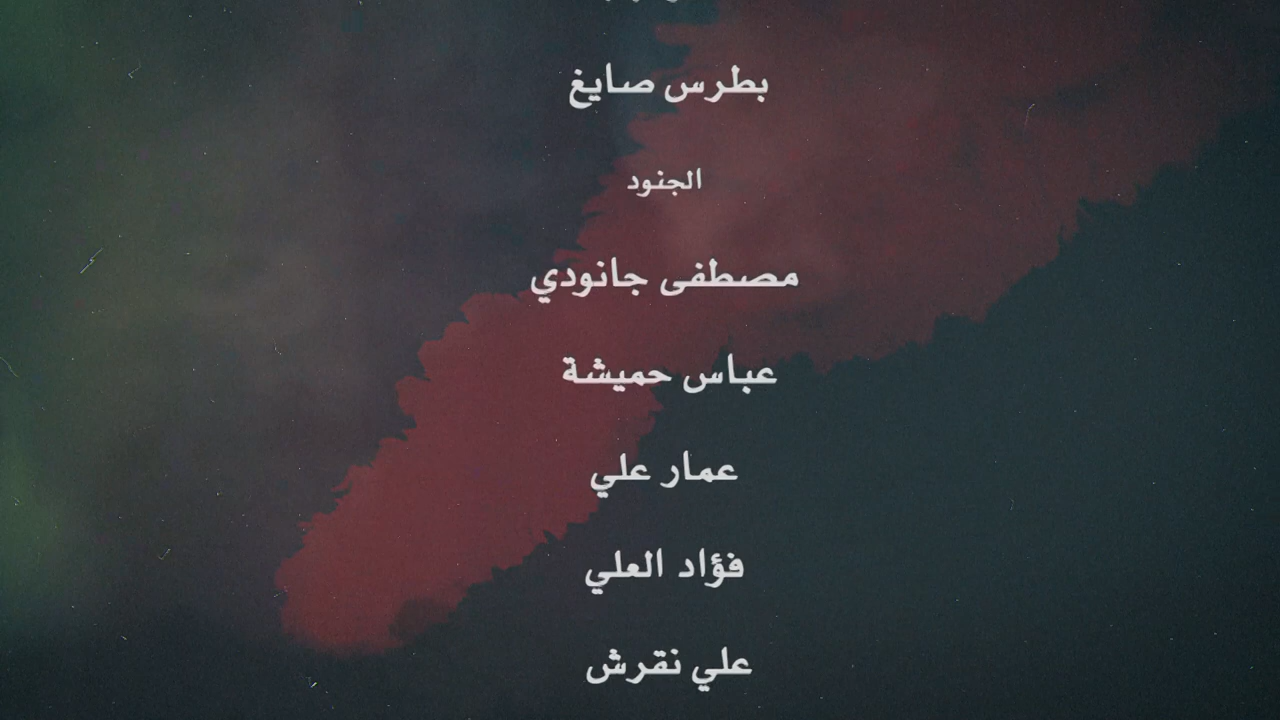 بطرس صايغ
الجنود
مصطفى جانودي
عباس حميشة
عمار علي
فؤاد العلي
علي نقرش